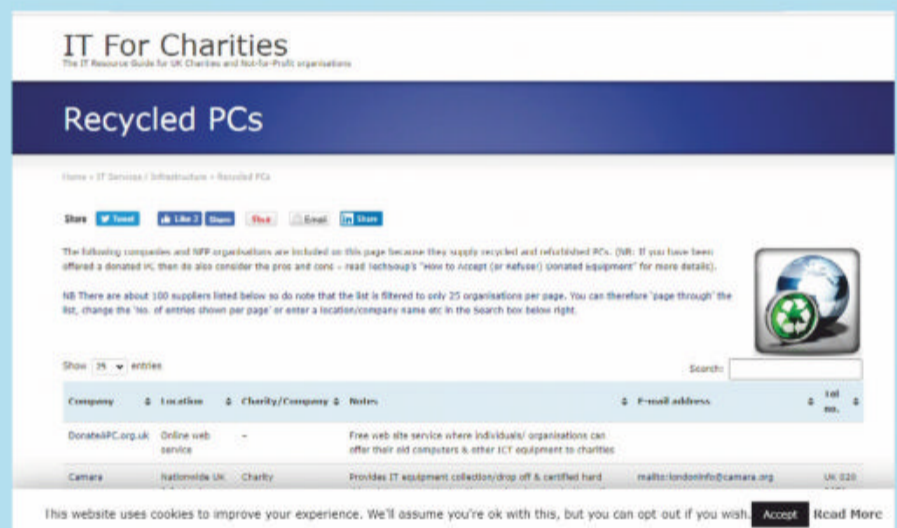 IT For Charities
The IT Resource Guide for UK Charities and Not-for-Profit organisations
Recycled PCs
Home » IT Services / Infrastructure » Recycled PCs
Share Tweet Like 2 Share Email Share
The following companies and NFP organisations are included on this page because they supply recycled and refurbished PCs. (NB: If you have been
offered a donated PC then do also consider the pros and cons – read TechSoup's "How to Accept (or Refuse!) Donated Equipment" for more details).
NB There are about 100 suppliers listed below so do note that the list is filtered to only 25 organisations per page. You can therefore 'page through' the
list, change the 'No. of entries shown per page' or enter a location/company name etc in the Search box below right.
Show 25 entries
Search:
Company Location Charity/Company Notes E-mail address Tel
no.
DonateAPC.org.uk Online web – Free web site service where individuals/ organisations can
service offer their old computers & other ICT equipment to charities
Camara Nationwide UK Charity Provides IT equipment collection/drop off & certified hard mailto:londoninfo@camara.org UK 020
This website uses cookies to improve your experience. We'll assume you're ok with this, but you can opt out if you wish. Accept Read More